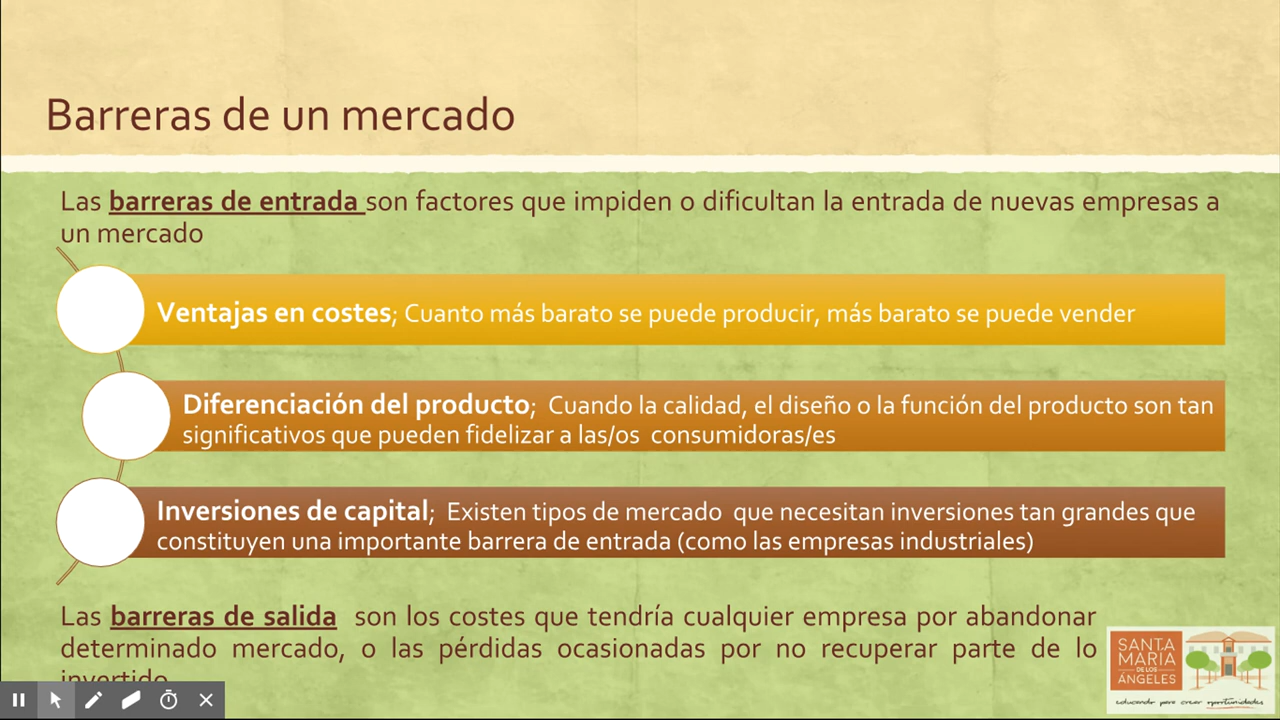 Barreras de un mercado
Las barreras de entrada son factores que impiden o dificultan la entrada de nuevas empresas a
un mercado
Ventajas en costes; Cuanto más barato se puede producir, más barato se puede vender
Diferenciación del producto; Cuando la calidad, el diseño o la función del producto son tan
significativos que pueden fidelizar a las/os consumidoras/es
Inversiones de capital; Existen tipos de mercado que necesitan inversiones tan grandes que
constituyen una importante barrera de entrada (como las empresas industriales)
Las barreras de salida son los costes que tendría cualquier empresa por abandonar
determinado mercado, o las pérdidas ocasionadas por no recuperar parte de lo
invertido
SANTA
MARIA
DE LOS
ÁNGELES
educando para crear oportunidades